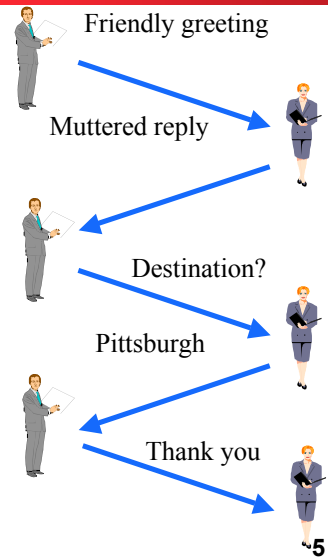 Friendly greeting
Muttered reply
Destination?
Pittsburgh
Thank you
5